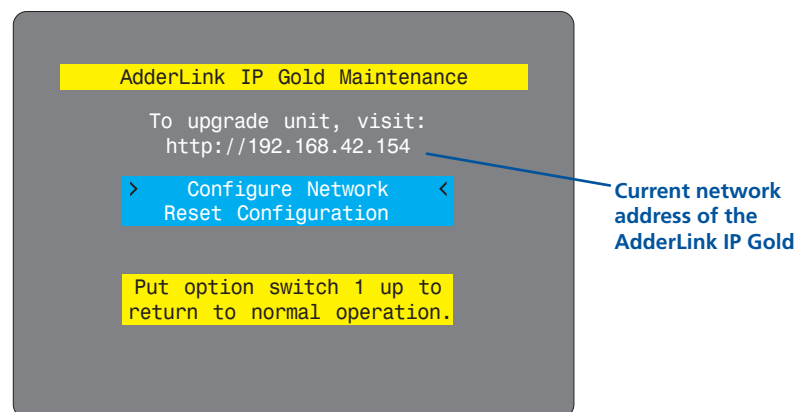 AdderLink IP Gold Maintenance
To upgrade unit, visit:
http://192.168.42.154
> Configure Network <
Reset Configuration
Put option switch 1 up to
return to normal operation.
Current network
address of the
AdderLink IP Gold